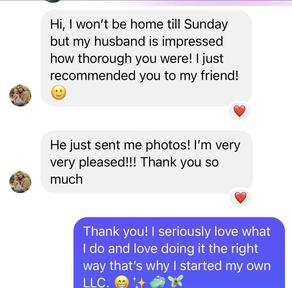 Hi, I won't be home till Sunday
but my husband is impressed
how thorough you were! I just
recommended you to my friend!
🙂
He just sent me photos! I'm very
very pleased!!! Thank you so
much
Thank you! I seriously love what
I do and love doing it the right
way that's why I started my own
LLC. 😁✨🧼💸